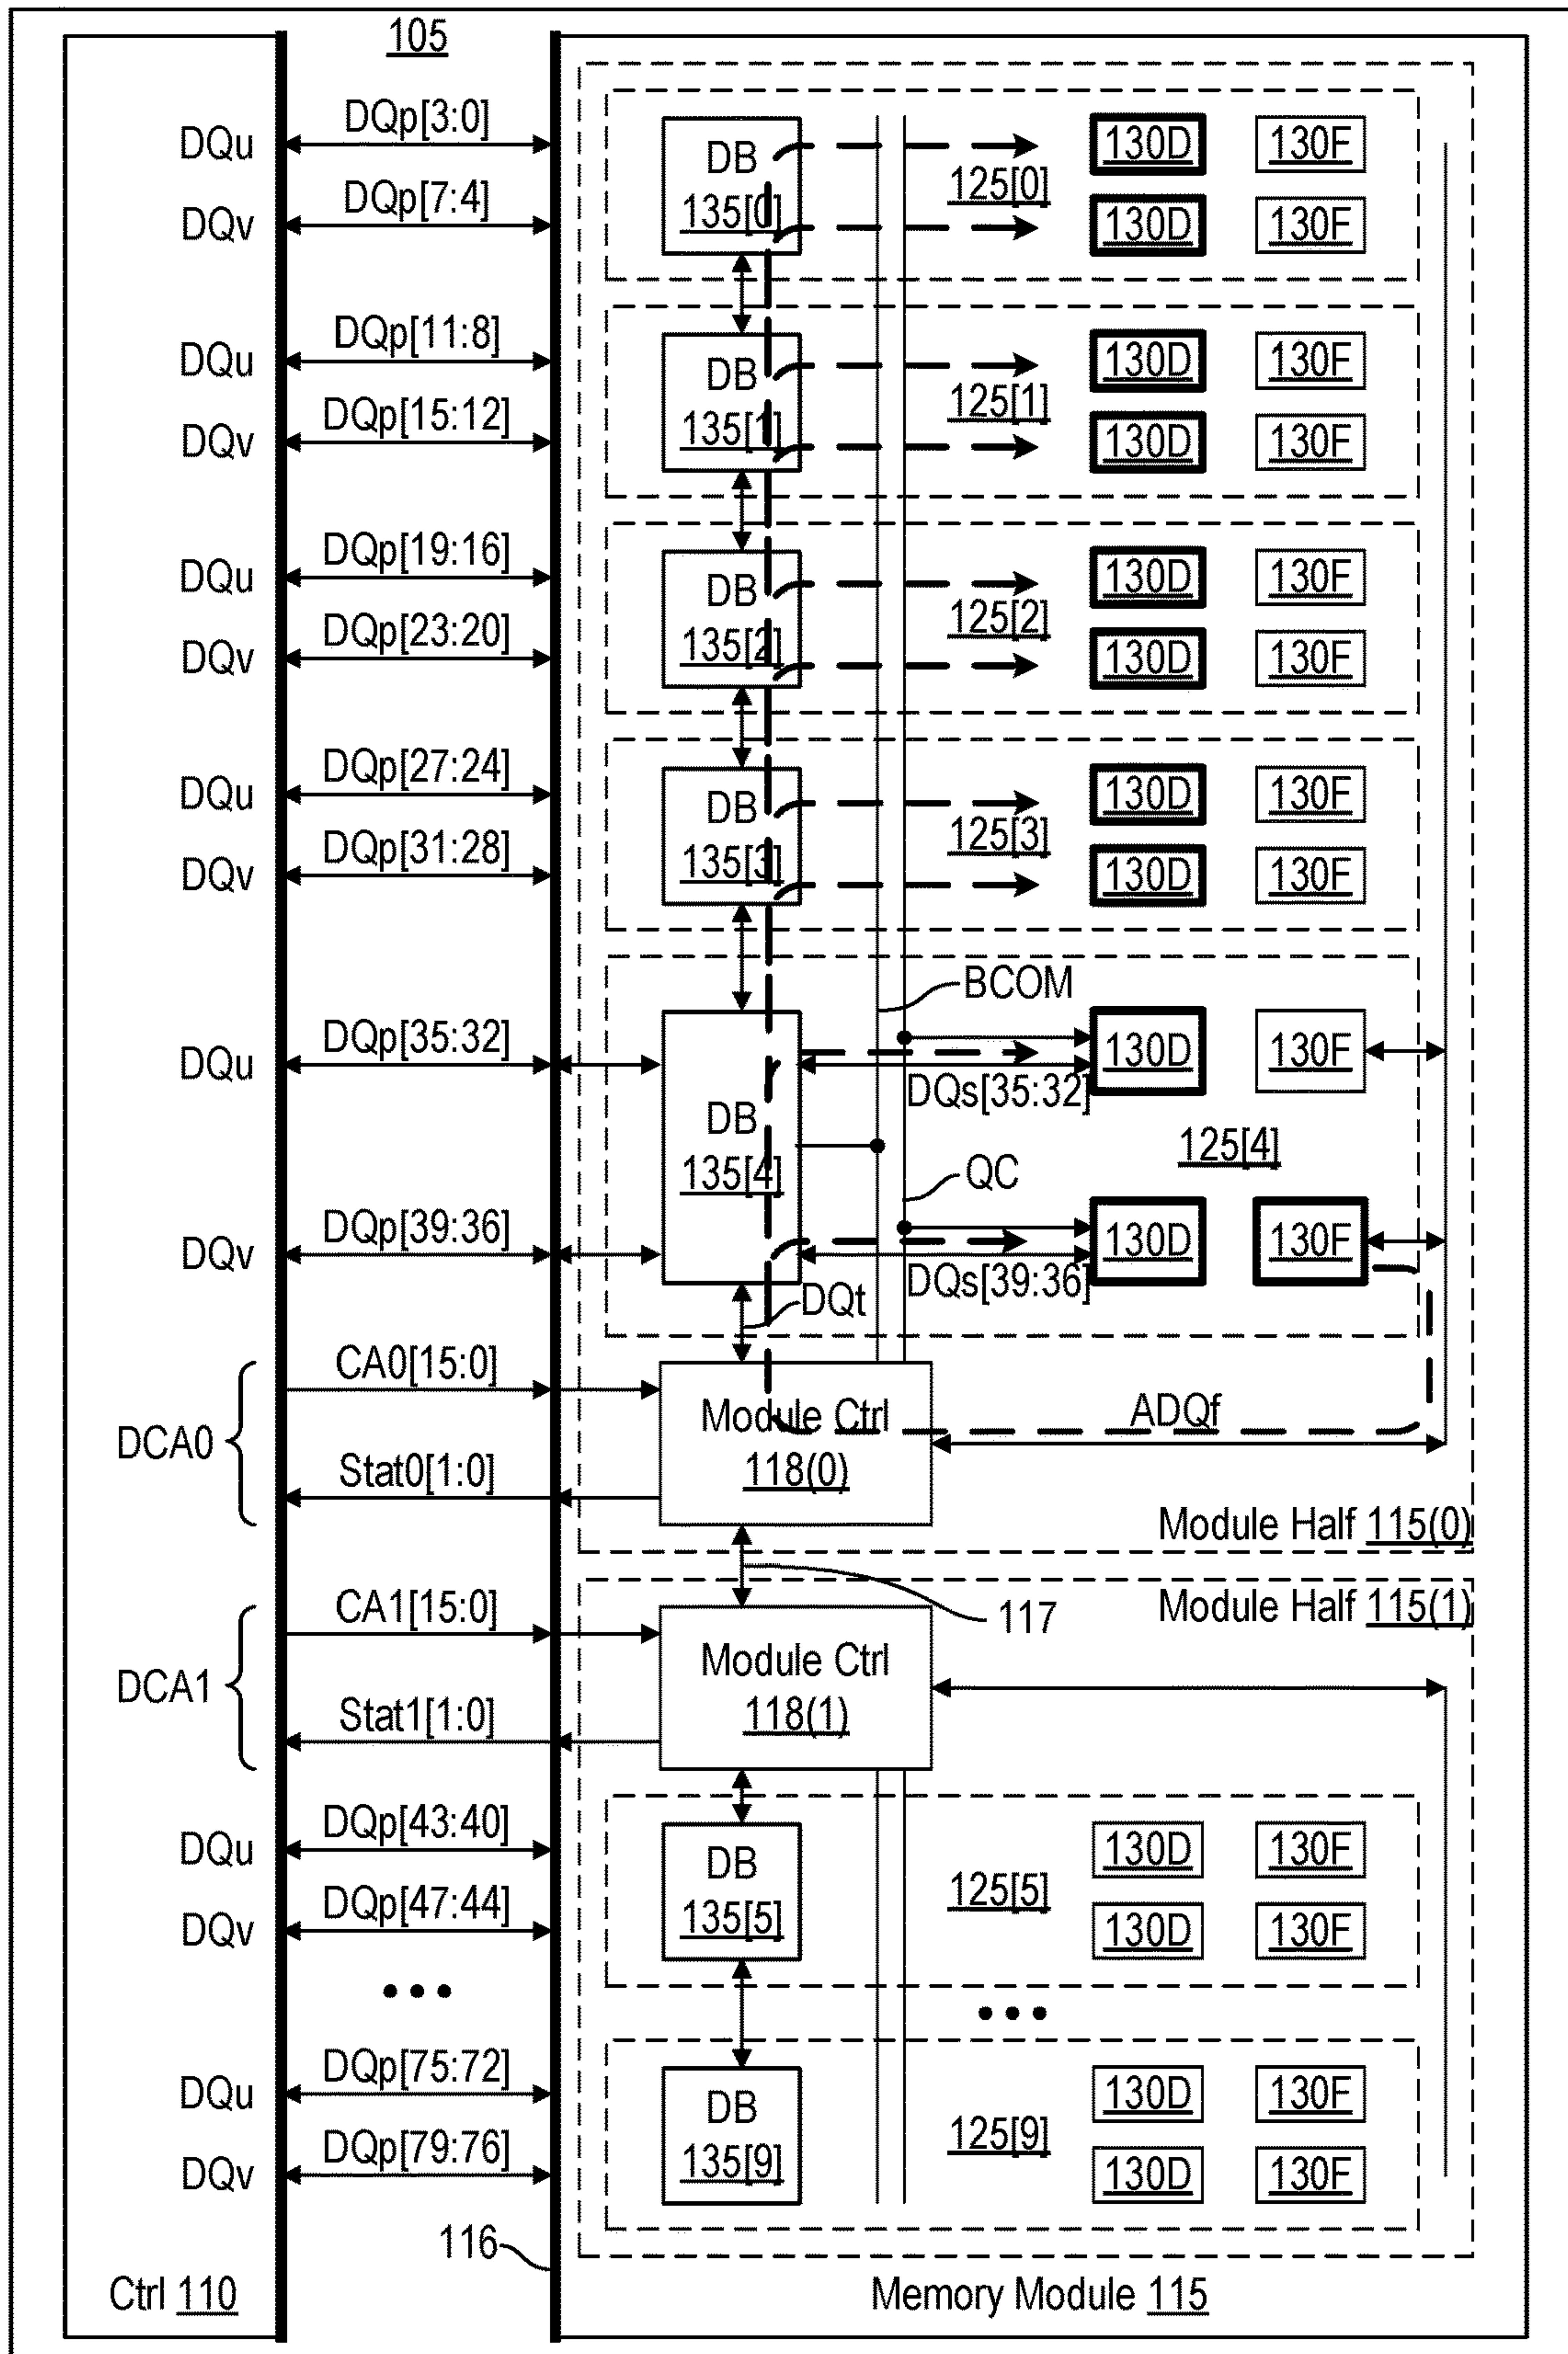 105
DQu
DQp[3:0]
DB
135[0]
125[0]
130D
130F
DQv
DQp[7:4]
130D
130F
DQu
DQp[11:8]
DB
135[1]
125[1]
130D
130F
DQv
DQp[15:12]
130D
130F
DQu
DQp[19:16]
DB
135[2]
125[2]
130D
130F
DQv
DQp[23:20]
130D
130F
DQu
DQp[27:24]
DB
135[3]
125[3]
130D
130F
DQv
DQp[31:28]
130D
130F
BCOM
DQu
DQp[35:32]
DQs[35:32]
130D
130F
DB
135[4]
125[4]
QC
DQv
DQp[39:36]
DQs[39:36]
130D
130F
DQt
DCA0
CA0[15:0]
Stat0[1:0]
Module Ctrl
118(0)
ADQf
Module Half 115(0)
117
Module Half 115(1)
DCA1
CA1[15:0]
Stat1[1:0]
Module Ctrl
118(1)
DQu
DQp[43:40]
DB
135[5]
125[5]
130D
130F
DQv
DQp[47:44]
130D
130F
DQu
DQp[75:72]
DB
135[9]
125[9]
130D
130F
DQv
DQp[79:76]
130D
130F
116
Ctrl 110
Memory Module 115